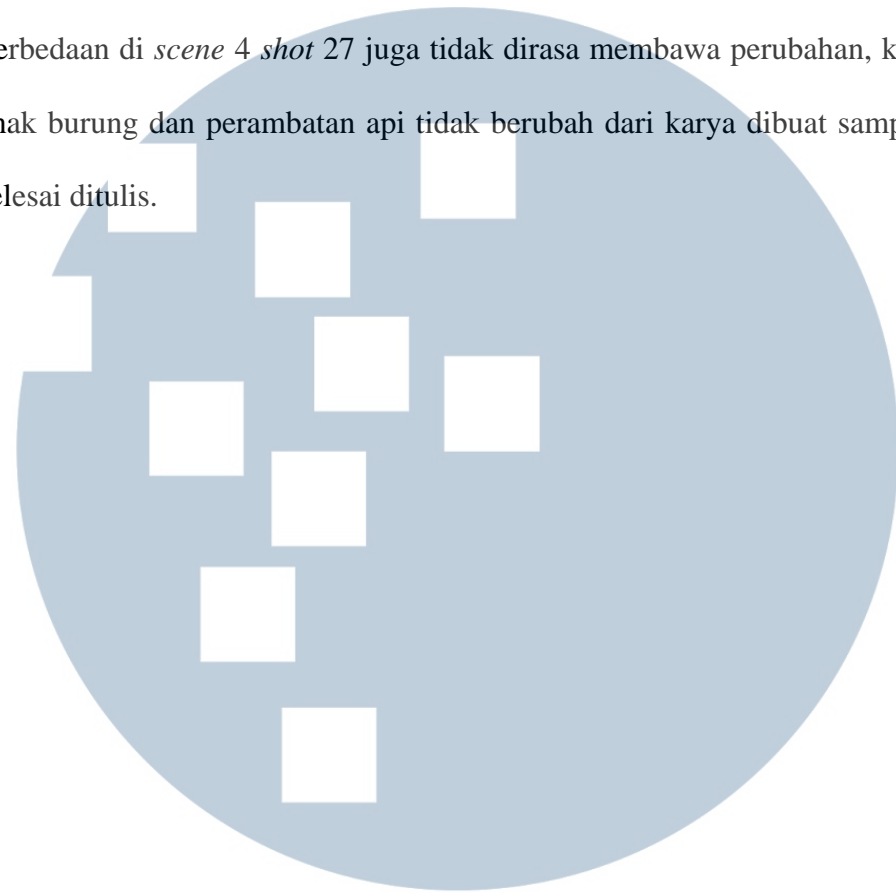 erbedaan di scene 4 shot 27 juga tidak dirasa membawa perubahan, k
nak burung dan perambatan api tidak berubah dari karya dibuat samp
elesai ditulis.